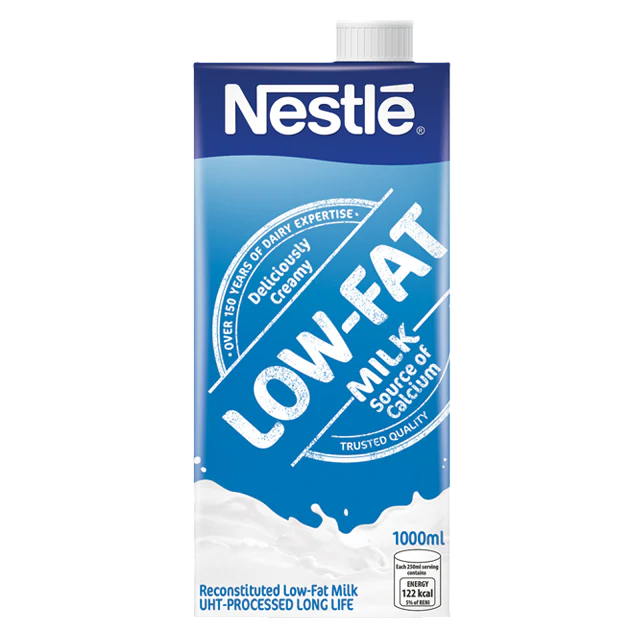 Nestlé®
• OVER 150 YEARS OF DAIRY EXPERTISE •
Deliciously
Creamy
LOW-FAT
MILK
Source of
Calcium
TRUSTED QUALITY
1000ml
Each 250ml serving
contains
ENERGY
122 kcal
5% of RENI
Reconstituted Low-Fat Milk
UHT-PROCESSED LONG LIFE